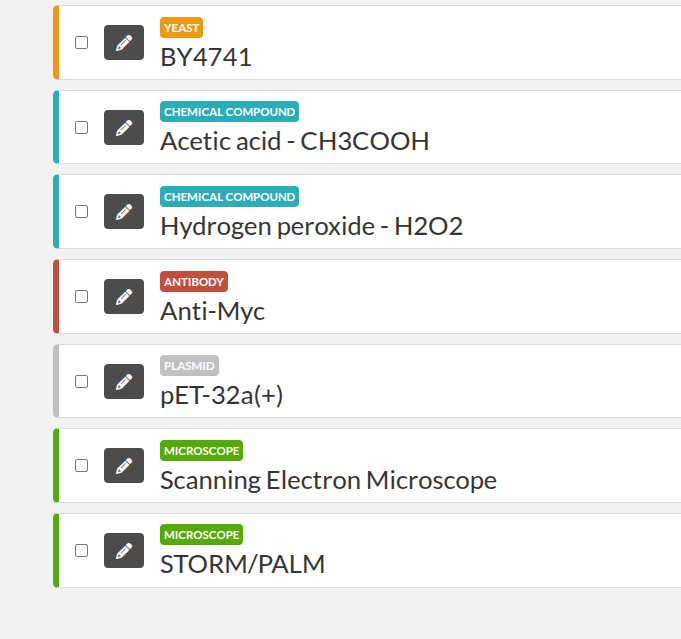 YEAST
BY4741
CHEMICAL COMPOUND
Acetic acid - CH3COOH
CHEMICAL COMPOUND
Hydrogen peroxide - H2O2
ANTIBODY
Anti-Myc
PLASMID
pET-32a(+)
MICROSCOPE
Scanning Electron Microscope
MICROSCOPE
STORM/PALM